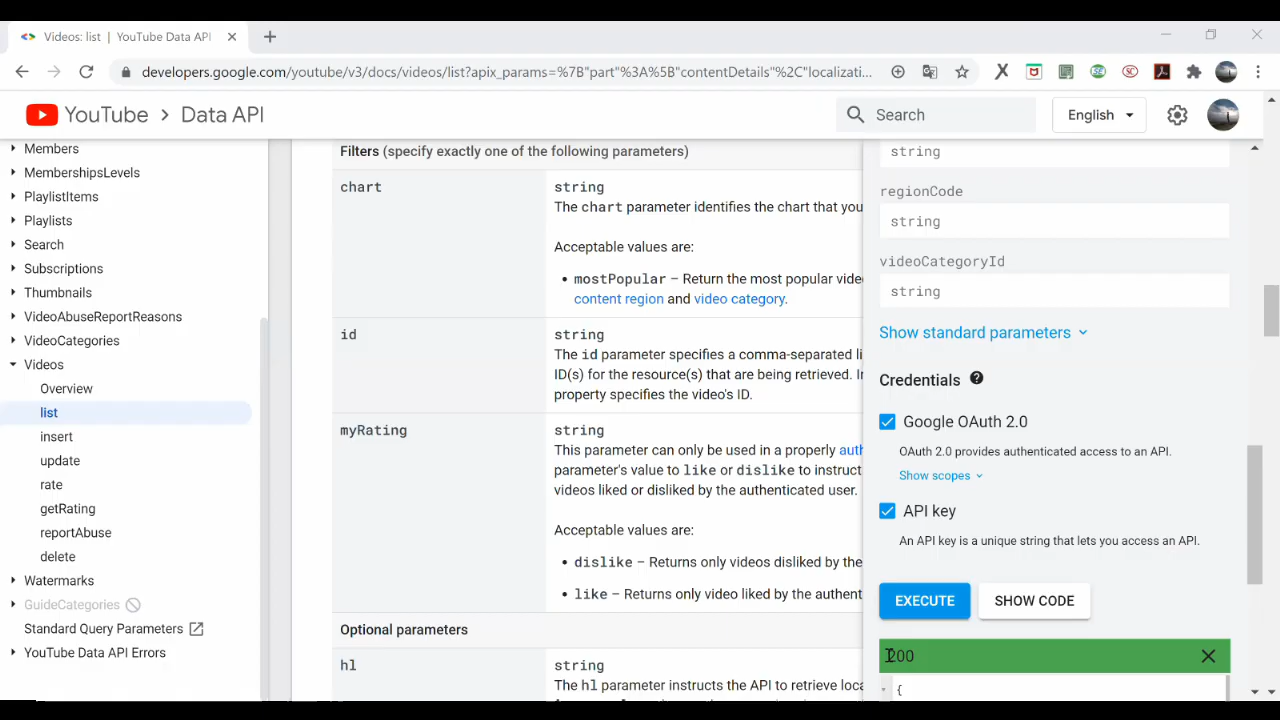 Videos: list | YouTube Data API
developers.google.com/youtube/v3/docs/videos/list?apix_params=%7B"part"%3A%5B"contentDetails"%2C"localizati...
YouTube > Data API
Search
English
Members
MembershipsLevels
PlaylistItems
Playlists
Search
Subscriptions
Thumbnails
VideoAbuseReportReasons
VideoCategories
Videos
Overview
list
insert
update
rate
getRating
reportAbuse
delete
Watermarks
GuideCategories
Standard Query Parameters
YouTube Data API Errors
Filters (specify exactly one of the following parameters)
chart
string
The chart parameter identifies the chart that you
Acceptable values are:
• mostPopular – Return the most popular vide
content region and video category.
id
string
The id parameter specifies a comma-separated li
ID(s) for the resource(s) that are being retrieved. I
property specifies the video's ID.
myRating
string
This parameter can only be used in a properly aut
parameter's value to like or dislike to instruct
videos liked or disliked by the authenticated user.
Acceptable values are:
• dislike – Returns only videos disliked by the
• like – Returns only video liked by the authent
Optional parameters
hl
string
The hl parameter instructs the API to retrieve loca
string
regionCode
string
videoCategoryId
string
Show standard parameters
Credentials
Google OAuth 2.0
OAuth 2.0 provides authenticated access to an API.
Show scopes
API key
An API key is a unique string that lets you access an API.
EXECUTE
SHOW CODE
200
{